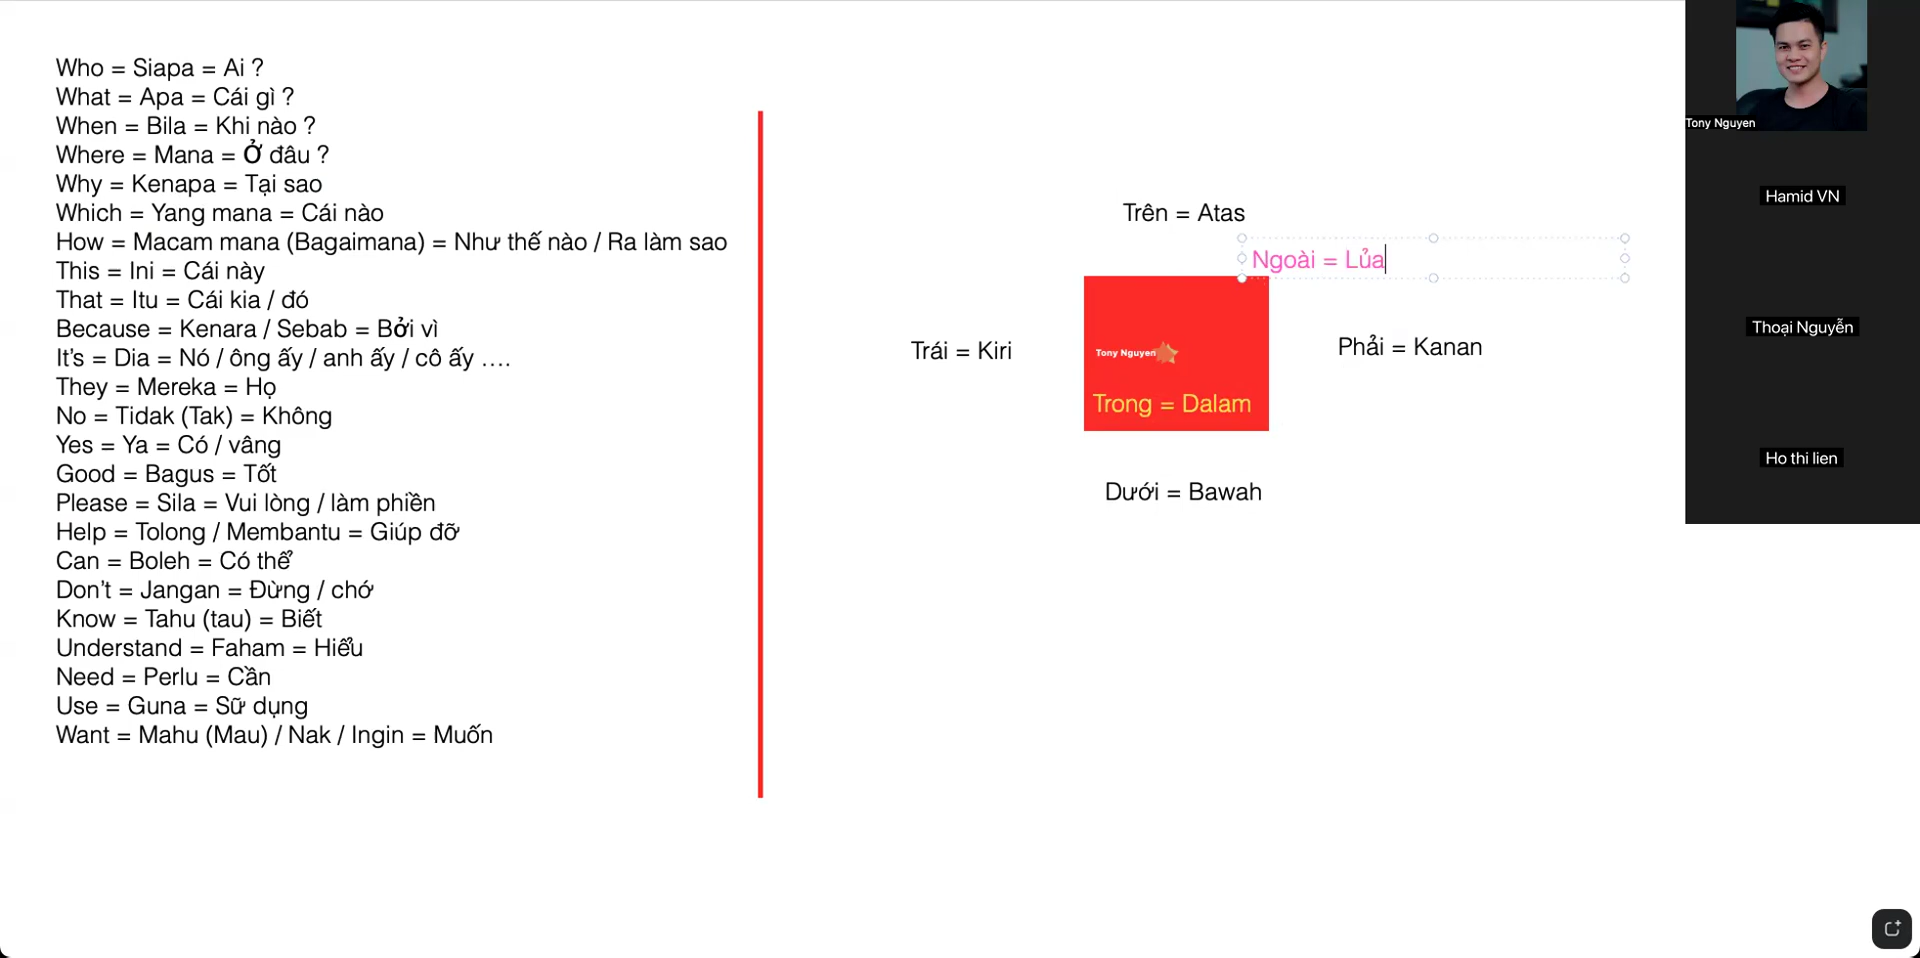 Who = Siapa = Ai ?
What = Apa = Cái gì ?
When = Bila = Khi nào ?
Where = Mana = Ở đâu ?
Why = Kenapa = Tại sao
Which = Yang mana = Cái nào
How = Macam mana (Bagaimana) = Như thế nào / Ra làm sao
This = Ini = Cái này
That = Itu = Cái kia / đó
Because = Kenara / Sebab = Bởi vì
It’s = Dia = Nó / ông ấy / anh ấy / cô ấy ....
They = Mereka = Họ
No = Tidak (Tak) = Không
Yes = Ya = Có / vâng
Good = Bagus = Tốt
Please = Sila = Vui lòng / làm phiền
Help = Tolong / Membantu = Giúp đỡ
Can = Boleh = Có thể
Don’t = Jangan = Đừng / chớ
Know = Tahu (tau) = Biết
Understand = Faham = Hiểu
Need = Perlu = Cần
Use = Guna = Sữ dụng
Want = Mahu (Mau) / Nak / Ingin = Muốn
Trên = Atas
Ngoài = Lủa
Trái = Kiri
Tony Nguyen
Phải = Kanan
Trong = Dalam
Dưới = Bawah
Tony Nguyen
Hamid VN
Thoại Nguyễn
Ho thi lien